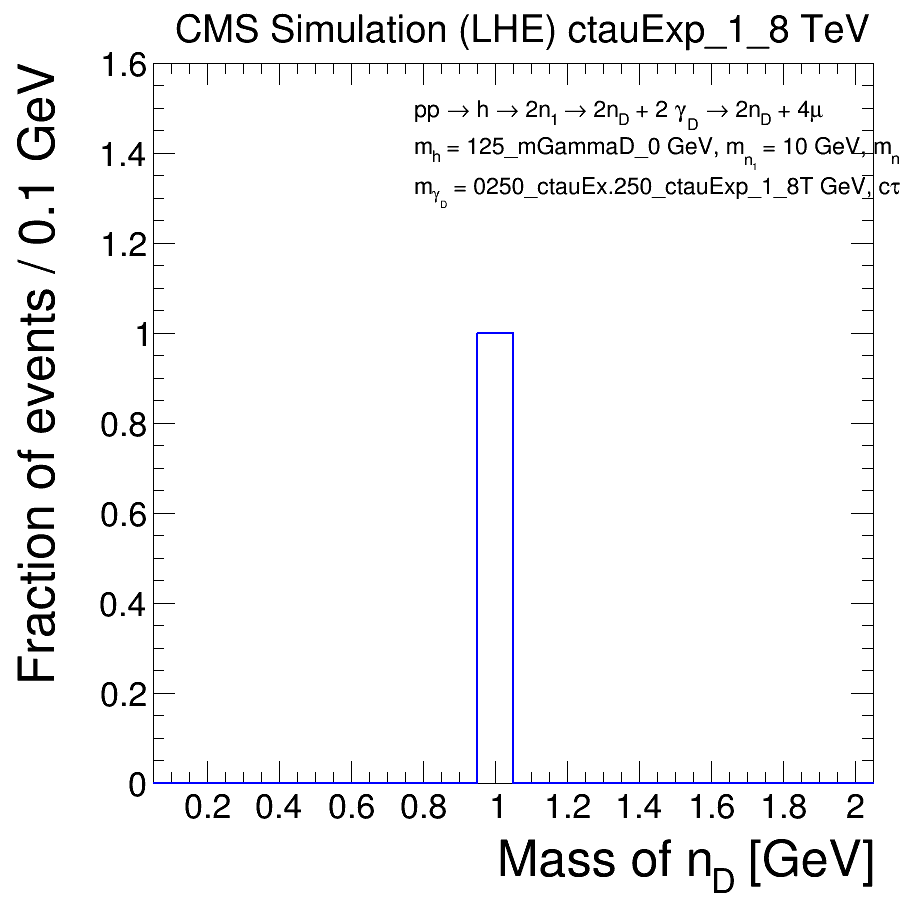 CMS Simulation (LHE) ctauExp_1_8 TeV
pp → h → 2n1 → 2nD + 2 γD → 2nD + 4μ
mh = 125_mGammaD_0 GeV, mn1 = 10 GeV, mn
mγD = 0250_ctauEx.250_ctauExp_1_8T GeV, cτ
Fraction of events / 0.1 GeV
1.6
1.4
1.2
1
0.8
0.6
0.4
0.2
0
0.2 0.4 0.6 0.8 1 1.2 1.4 1.6 1.8 2
Mass of nD [GeV]